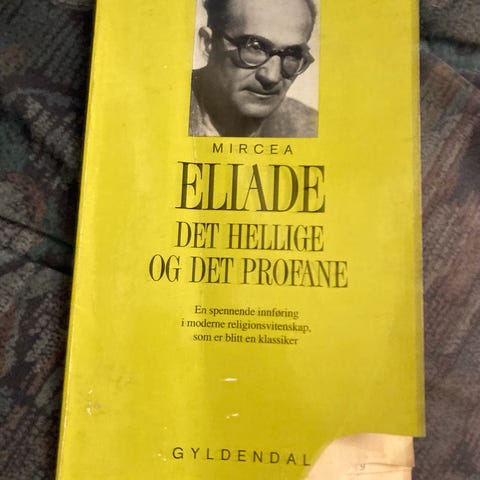 MIRCEA
ELIADE
DET HELLIGE
OG DET PROFANE
En spennende innføring
i moderne religionsvitenskap,
som er blitt en klassiker
GYLDENDAL